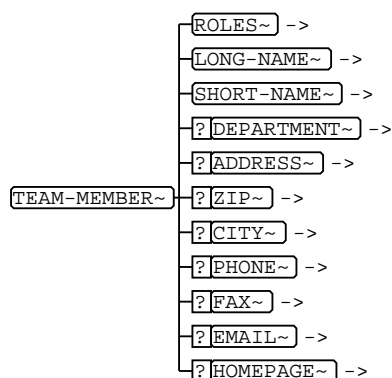 ROLES~ ->
LONG-NAME~ ->
SHORT-NAME~ ->
? DEPARTMENT~ ->
? ADDRESS~ ->
TEAM-MEMBER~ ? ZIP~ ->
? CITY~ ->
? PHONE~ ->
? FAX~ ->
? EMAIL~ ->
? HOMEPAGE~ ->